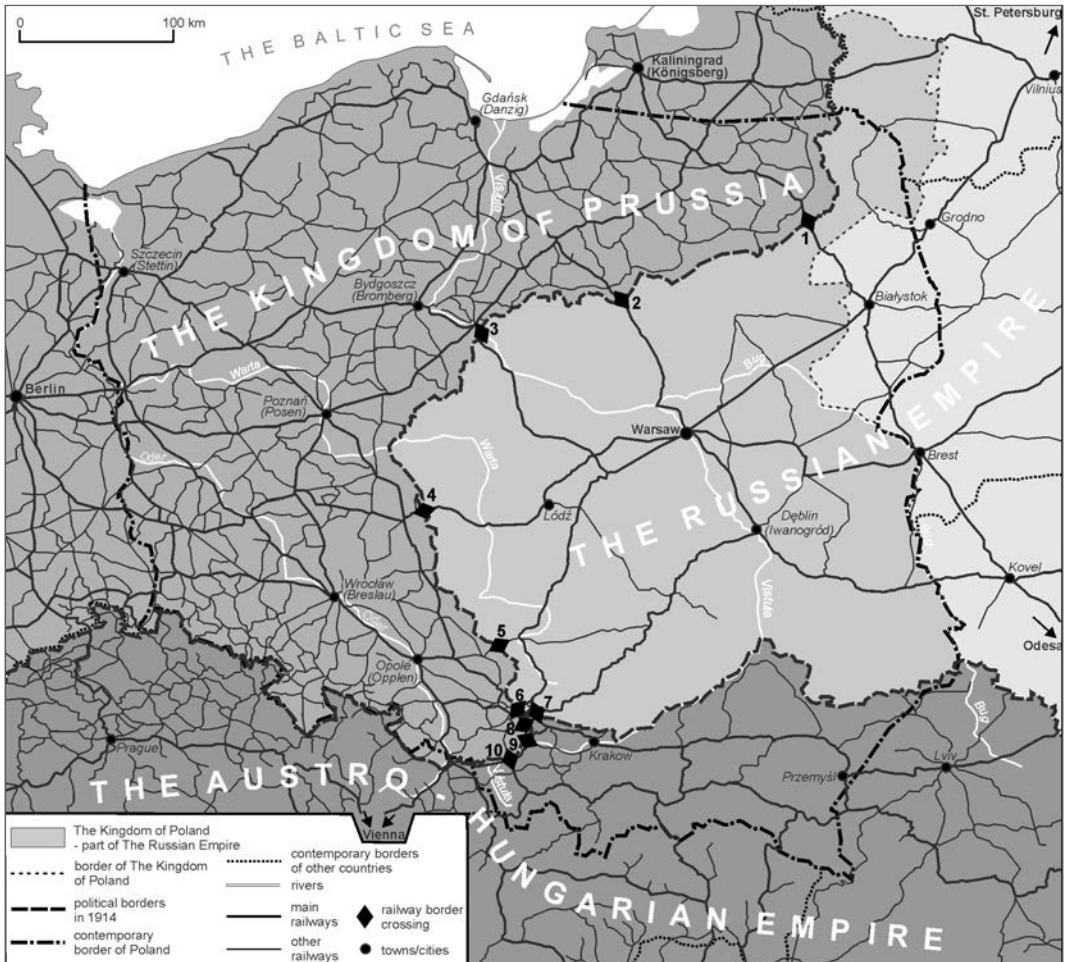 0 100 km
THE BALTIC SEA
St. Petersburg
Kaliningrad
(Königsberg)
Vilnius
Gdańsk
(Danzig)
Vistula
THE KINGDOM OF PRUSSIA
1
Grodno
Szczecin
(Stettin)
Bydgoszcz
(Bromberg)
2
Białystok
3
Warta
Bug
Berlin
Poznań
(Posen)
Warsaw
THE RUSSIAN EMPIRE
Oder
Warta
Brest
4
Łódź
Dęblin
(Iwanogród)
Bug
Kovel
Wrocław
(Breslau)
Vistula
Oder
5
Odesa
Opole
(Opplen)
6
7
8
9
10
Krakow
Bug
Prague
Vistula
Przemyśl
Lviv
THE AUSTRO - HUNGARIAN EMPIRE
Vienna
The Kingdom of Poland
- part of The Russian Empire
border of The Kingdom
of Poland
political borders
in 1914
contemporary
border of Poland
contemporary borders
of other countries
rivers
main
railways
other
railways
railway border
crossing
towns/cities